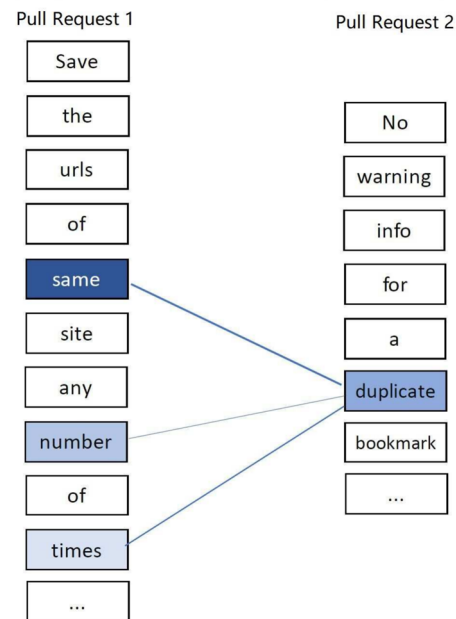 Pull Request 1
Save
the
urls
of
same
site
any
number
of
times
...
Pull Request 2
No
warning
info
for
a
duplicate
bookmark
...